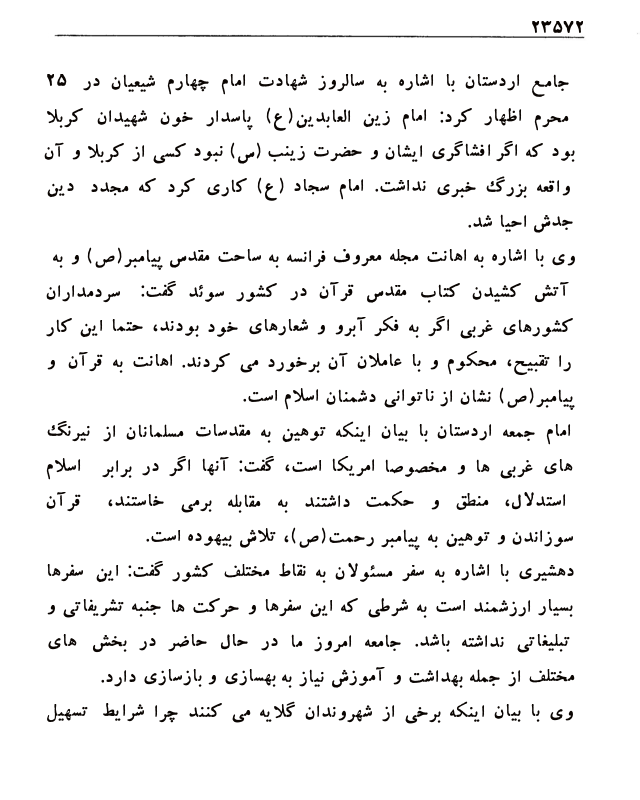 ۲۳۵۷۲
جامع اردستان با اشاره به سالروز شهادت امام چهارم شیعیان در ۲۵
محرم اظهار کرد: امام زین العابدین(ع) پاسدار خون شهیدان کربلا
بود که اگر افشاگری ایشان و حضرت زینب (س) نبود کسی از کربلا و آن
واقعه بزرگ خبری نداشت. امام سجاد (ع) کاری کرد که مجدد دین
جدش احیا شد.
وی با اشاره به اهانت مجله معروف فرانسه به ساحت مقدس پیامبر(ص) و به
آتش کشیدن کتاب مقدس قرآن در کشور سوئد گفت: سردمداران
کشورهای غربی اگر به فکر آبرو و شعارهای خود بودند، حتما این کار
را تقبیح، محکوم و با عاملان آن برخورد می کردند. اهانت به قرآن و
پیامبر(ص) نشان از ناتوانی دشمنان اسلام است.
امام جمعه اردستان با بیان اینکه توهین به مقدسات مسلمانان از نیرنگ
های غربی ها و مخصوصا امریکا است، گفت: آنها اگر در برابر اسلام
استدلال، منطق و حکمت داشتند به مقابله برمی خاستند، قرآن
سوزاندن و توهین به پیامبر رحمت(ص)، تلاش بیهوده است.
دهشیری با اشاره به سفر مسئولان به نقاط مختلف کشور گفت: این سفرها
بسیار ارزشمند است به شرطی که این سفرها و حرکت ها جنبه تشریفاتی و
تبلیغاتی نداشته باشد. جامعه امروز ما در حال حاضر در بخش های
مختلف از جمله بهداشت و آموزش نیاز به بهسازی و بازسازی دارد.
وی با بیان اینکه برخی از شهروندان گلایه می کنند چرا شرایط تسهیل